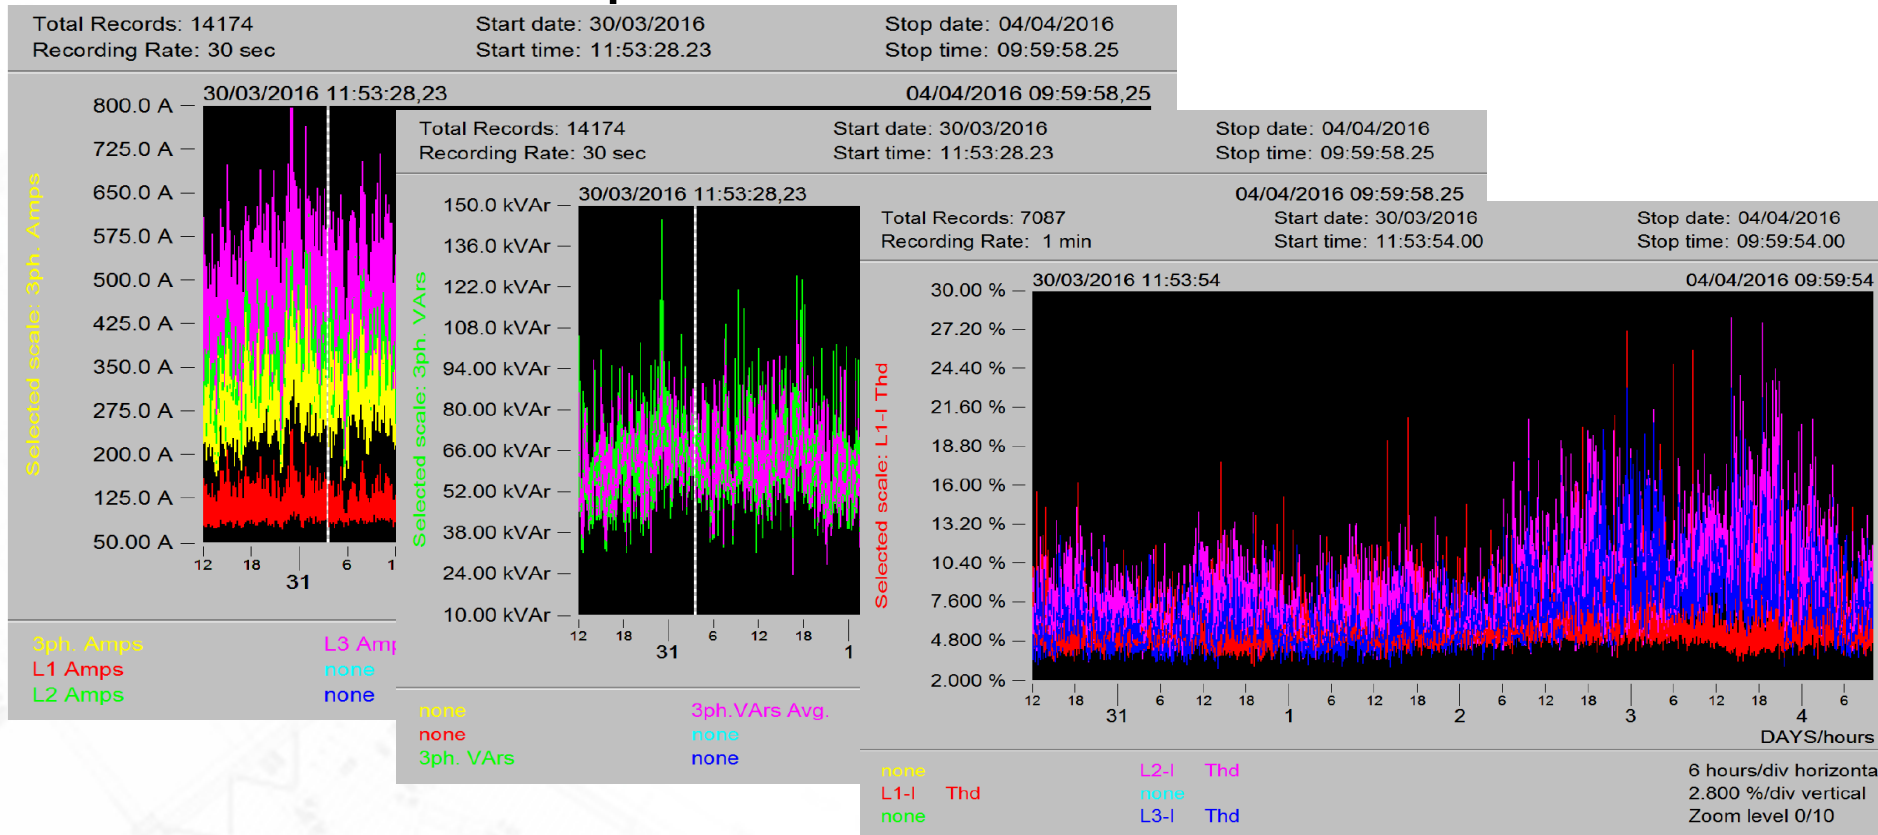 Total Records: 14174 Start date: 30/03/2016 Stop date: 04/04/2016
Recording Rate: 30 sec Start time: 11:53:28.23 Stop time: 09:59:58.25
30/03/2016 11:53:28,23 04/04/2016 09:59:58,25
800.0 A
725.0 A
650.0 A
575.0 A
500.0 A
425.0 A
350.0 A
275.0 A
200.0 A
125.0 A
50.00 A
Selected scale: 3ph. Amps
12 18 6 1
31
3ph. Amps L3 Amp
L1 Amps none
L2 Amps none
Total Records: 14174 Start date: 30/03/2016 Stop date: 04/04/2016
Recording Rate: 30 sec Start time: 11:53:28.23 Stop time: 09:59:58.25
30/03/2016 11:53:28,23 04/04/2016 09:59:58.25
150.0 kVAr
136.0 kVAr
122.0 kVAr
108.0 kVAr
94.00 kVAr
80.00 kVAr
66.00 kVAr
52.00 kVAr
38.00 kVAr
24.00 kVAr
10.00 kVAr
Selected scale: 3ph. VArs
12 18 6 12 18
31 1
none 3ph.VArs Avg.
none none
3ph. VArs none
Total Records: 7087 Start date: 30/03/2016 Stop date: 04/04/2016
Recording Rate: 1 min Start time: 11:53:54.00 Stop time: 09:59:54.00
30/03/2016 11:53:54 04/04/2016 09:59:54
30.00 %
27.20 %
24.40 %
21.60 %
18.80 %
16.00 %
13.20 %
10.40 %
7.600 %
4.800 %
2.000 %
Selected scale: L1-I Thd
12 18 6 12 18 6 12 18 6 12 18 6 12 18 6
31 1 2 3 4
DAYS/hours
none L2-I Thd 6 hours/div horizonta
L1-I Thd none 2.800 %/div vertical
none L3-I Thd Zoom level 0/10